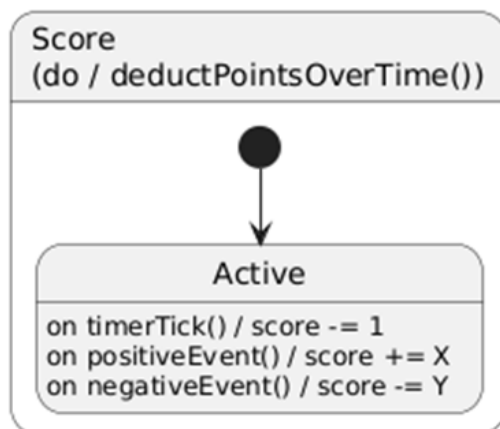 Score
(do / deductPointsOverTime())
Active
on timerTick() / score -= 1
on positiveEvent() / score += X
on negativeEvent() / score -= Y